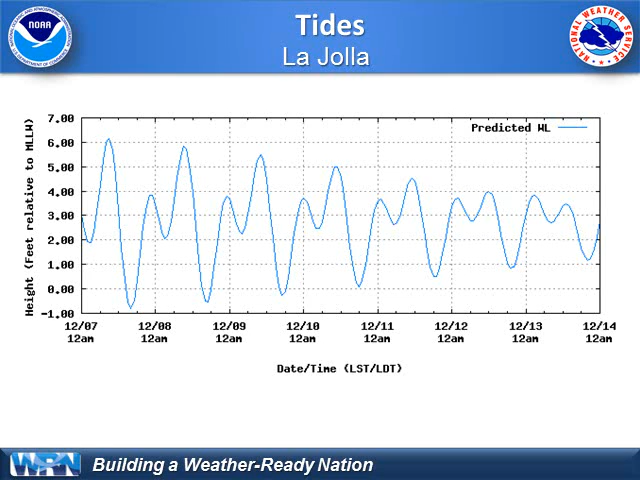 Tides
La Jolla
NOAA
NATIONAL WEATHER SERVICE
Predicted WL
Height (Feet relative to MLLW)
7.00
6.00
5.00
4.00
3.00
2.00
1.00
0.00
-1.00
12/07 12/08 12/09 12/10 12/11 12/12 12/13 12/14
12am 12am 12am 12am 12am 12am 12am 12am
Date/Time (LST/LDT)
WRN
Building a Weather-Ready Nation